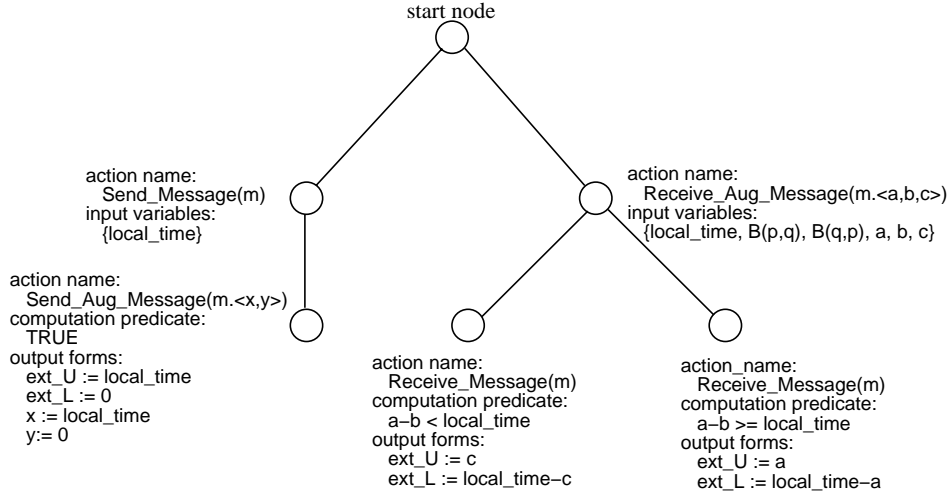 start node
action name:
Send_Message(m)
input variables:
{local_time}
action name:
Receive_Aug_Message(m.<a,b,c>)
input variables:
{local_time, B(p,q), B(q,p), a, b, c}
action name:
Send_Aug_Message(m.<x,y>)
computation predicate:
TRUE
output forms:
ext_U := local_time
ext_L := 0
x := local_time
y:= 0
action name:
Receive_Message(m)
computation predicate:
a−b < local_time
output forms:
ext_U := c
ext_L := local_time−c
action_name:
Receive_Message(m)
computation predicate:
a−b >= local_time
output forms:
ext_U := a
ext_L := local_time−a